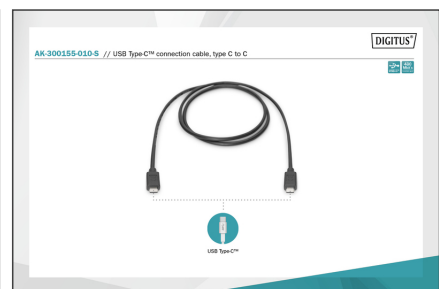 DIGITUS®
AK-300155-010-S // USB Type-C™ connection cable, type C to C
USB Type-C™